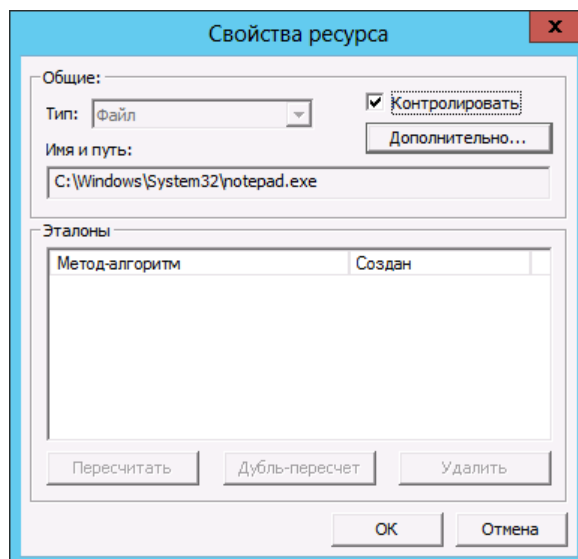 Свойства ресурса
x
Общие:
Тип: Файл
Контролировать
Дополнительно...
Имя и путь:
C:\Windows\System32\notepad.exe
Эталоны
Метод-алгоритм Создан
Пересчитать Дубль-пересчет Удалить
OK Отмена